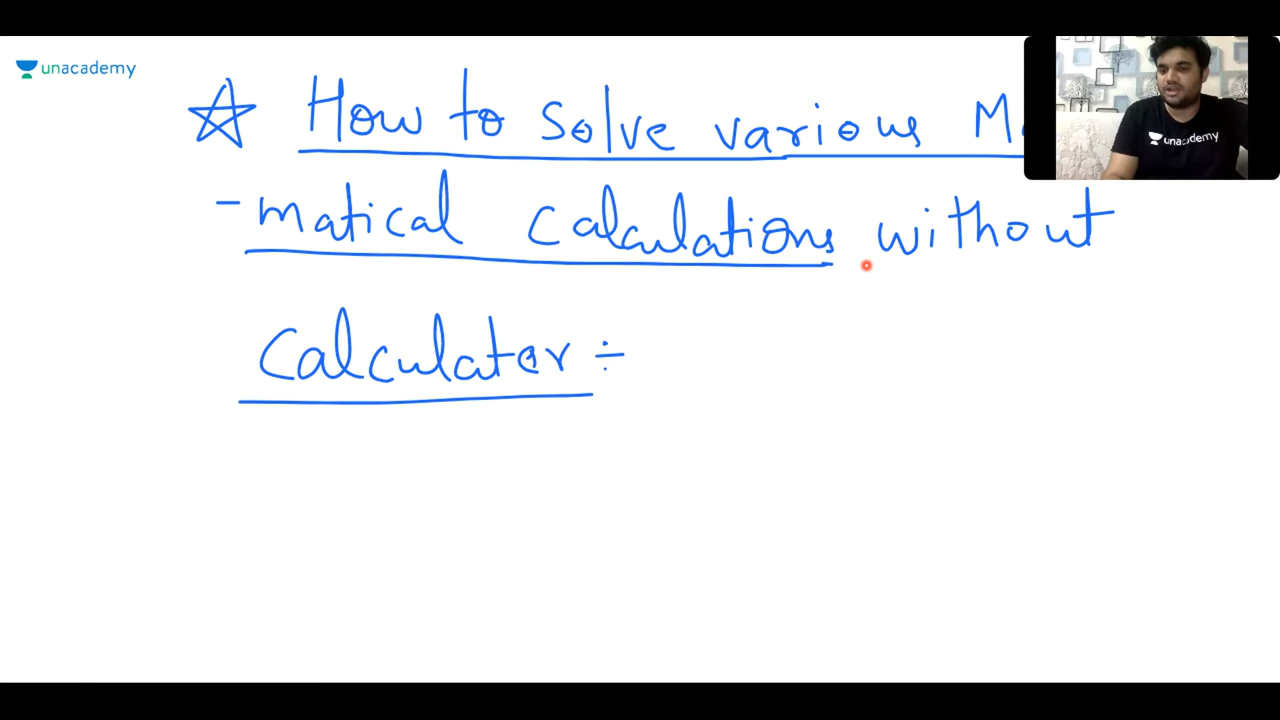 unacademy
How to solve various M
-matical calculations without
Calculator ÷
unacademy